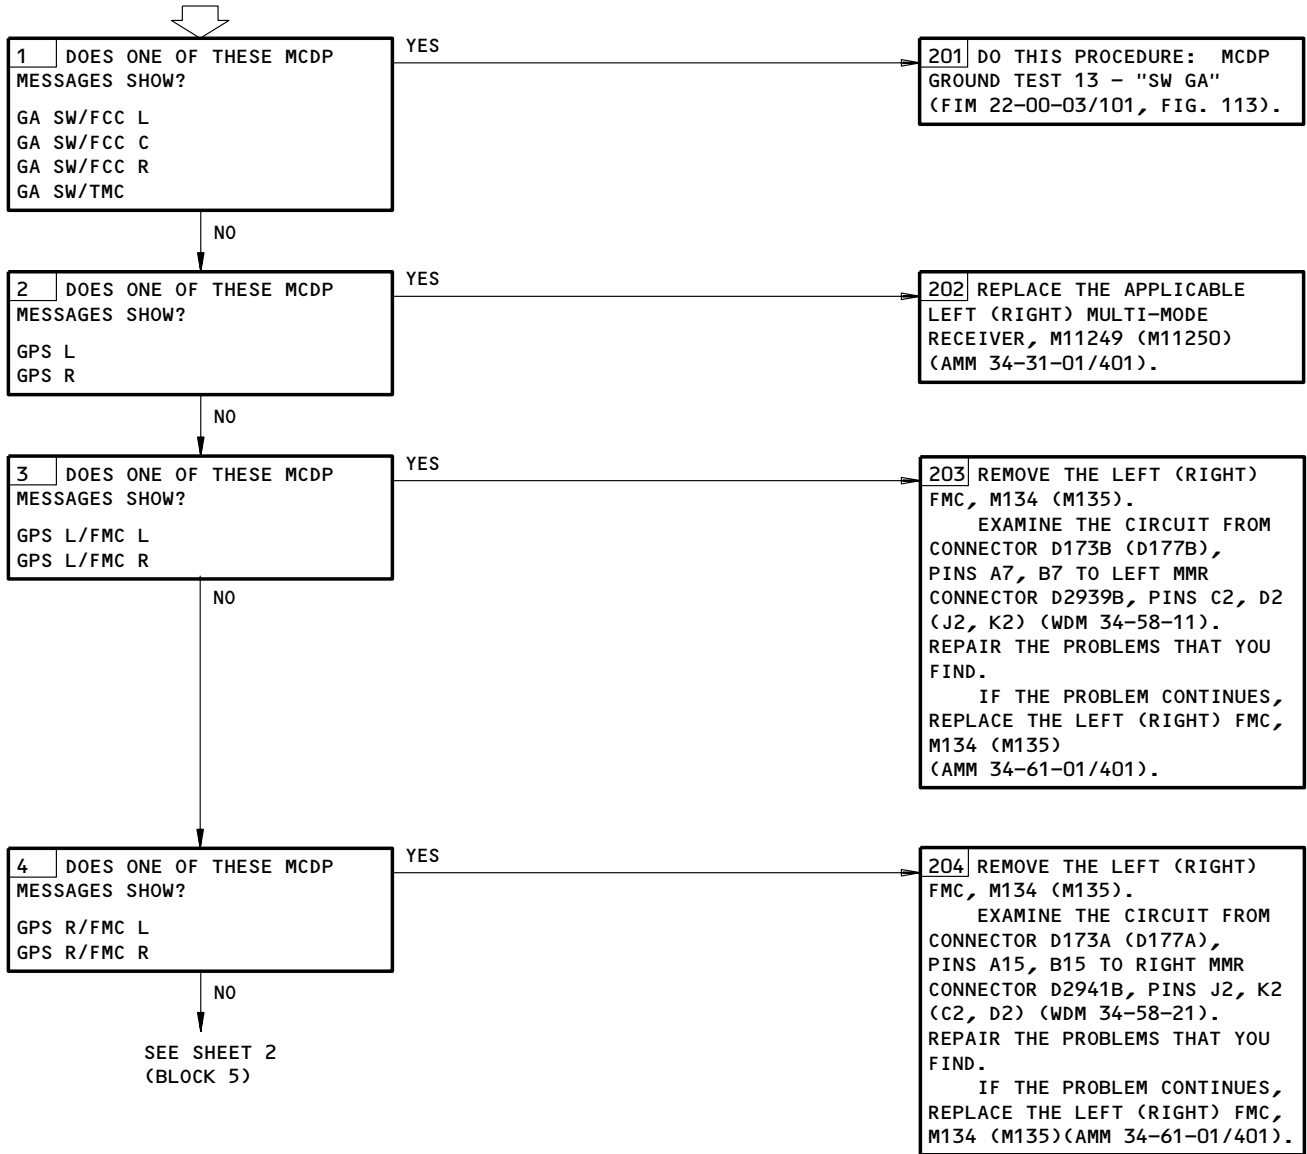 1 DOES ONE OF THESE MCDP
MESSAGES SHOW?
GA SW/FCC L
GA SW/FCC C
GA SW/FCC R
GA SW/TMC
YES
201 DO THIS PROCEDURE: MCDP
GROUND TEST 13 – "SW GA"
(FIM 22–00–03/101, FIG. 113).
NO
2 DOES ONE OF THESE MCDP
MESSAGES SHOW?
GPS L
GPS R
YES
202 REPLACE THE APPLICABLE
LEFT (RIGHT) MULTI–MODE
RECEIVER, M11249 (M11250)
(AMM 34–31–01/401).
NO
3 DOES ONE OF THESE MCDP
MESSAGES SHOW?
GPS L/FMC L
GPS L/FMC R
YES
203 REMOVE THE LEFT (RIGHT)
FMC, M134 (M135).
EXAMINE THE CIRCUIT FROM
CONNECTOR D173B (D177B),
PINS A7, B7 TO LEFT MMR
CONNECTOR D2939B, PINS C2, D2
(J2, K2) (WDM 34–58–11).
REPAIR THE PROBLEMS THAT YOU
FIND.
IF THE PROBLEM CONTINUES,
REPLACE THE LEFT (RIGHT) FMC,
M134 (M135)
(AMM 34–61–01/401).
NO
4 DOES ONE OF THESE MCDP
MESSAGES SHOW?
GPS R/FMC L
GPS R/FMC R
YES
204 REMOVE THE LEFT (RIGHT)
FMC, M134 (M135).
EXAMINE THE CIRCUIT FROM
CONNECTOR D173A (D177A),
PINS A15, B15 TO RIGHT MMR
CONNECTOR D2941B, PINS J2, K2
(C2, D2) (WDM 34–58–21).
REPAIR THE PROBLEMS THAT YOU
FIND.
IF THE PROBLEM CONTINUES,
REPLACE THE LEFT (RIGHT) FMC,
M134 (M135)(AMM 34–61–01/401).
NO
SEE SHEET 2
(BLOCK 5)